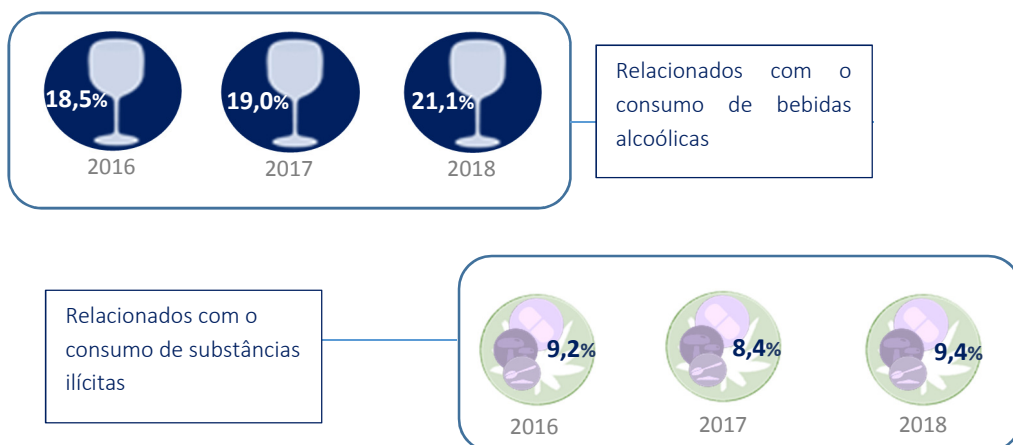 18,5%
19,0%
21,1%
2016
2017
2018
Relacionados com o
consumo de bebidas
alcoólicas
Relacionados com o
consumo de substâncias
ilícitas
9,2%
8,4%
9,4%
2016
2017
2018